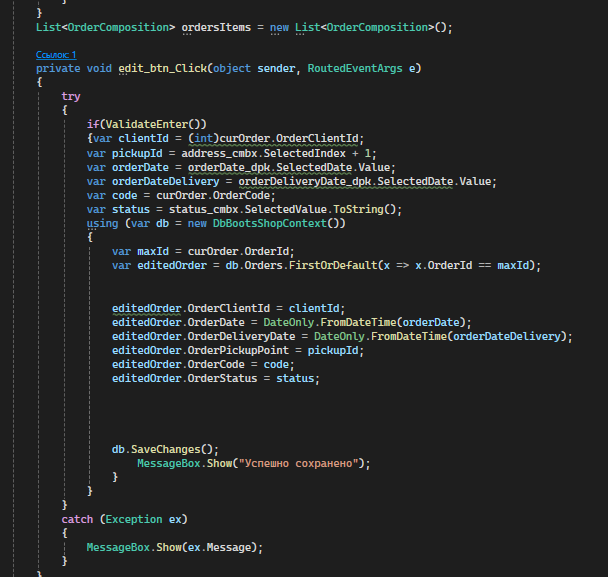 }
List<OrderComposition> ordersItems = new List<OrderComposition>();
Ссылок: 1
private void edit_btn_Click(object sender, RoutedEventArgs e)
{
try
{
if(ValidateEnter())
{var clientId = (int)curOrder.OrderClientId;
var pickupId = address_cmbx.SelectedIndex + 1;
var orderDate = orderDate_dpk.SelectedDate.Value;
var orderDateDelivery = orderDeliveryDate_dpk.SelectedDate.Value;
var code = curOrder.OrderCode;
var status = status_cmbx.SelectedValue.ToString();
using (var db = new DbBootsShopContext())
{
var maxId = curOrder.OrderId;
var editedOrder = db.Orders.FirstOrDefault(x => x.OrderId == maxId);
editedOrder.OrderClientId = clientId;
editedOrder.OrderDate = DateOnly.FromDateTime(orderDate);
editedOrder.OrderDeliveryDate = DateOnly.FromDateTime(orderDateDelivery);
editedOrder.OrderPickupPoint = pickupId;
editedOrder.OrderCode = code;
editedOrder.OrderStatus = status;
db.SaveChanges();
MessageBox.Show("Успешно сохранено");
}
}
}
catch (Exception ex)
{
MessageBox.Show(ex.Message);
}
}